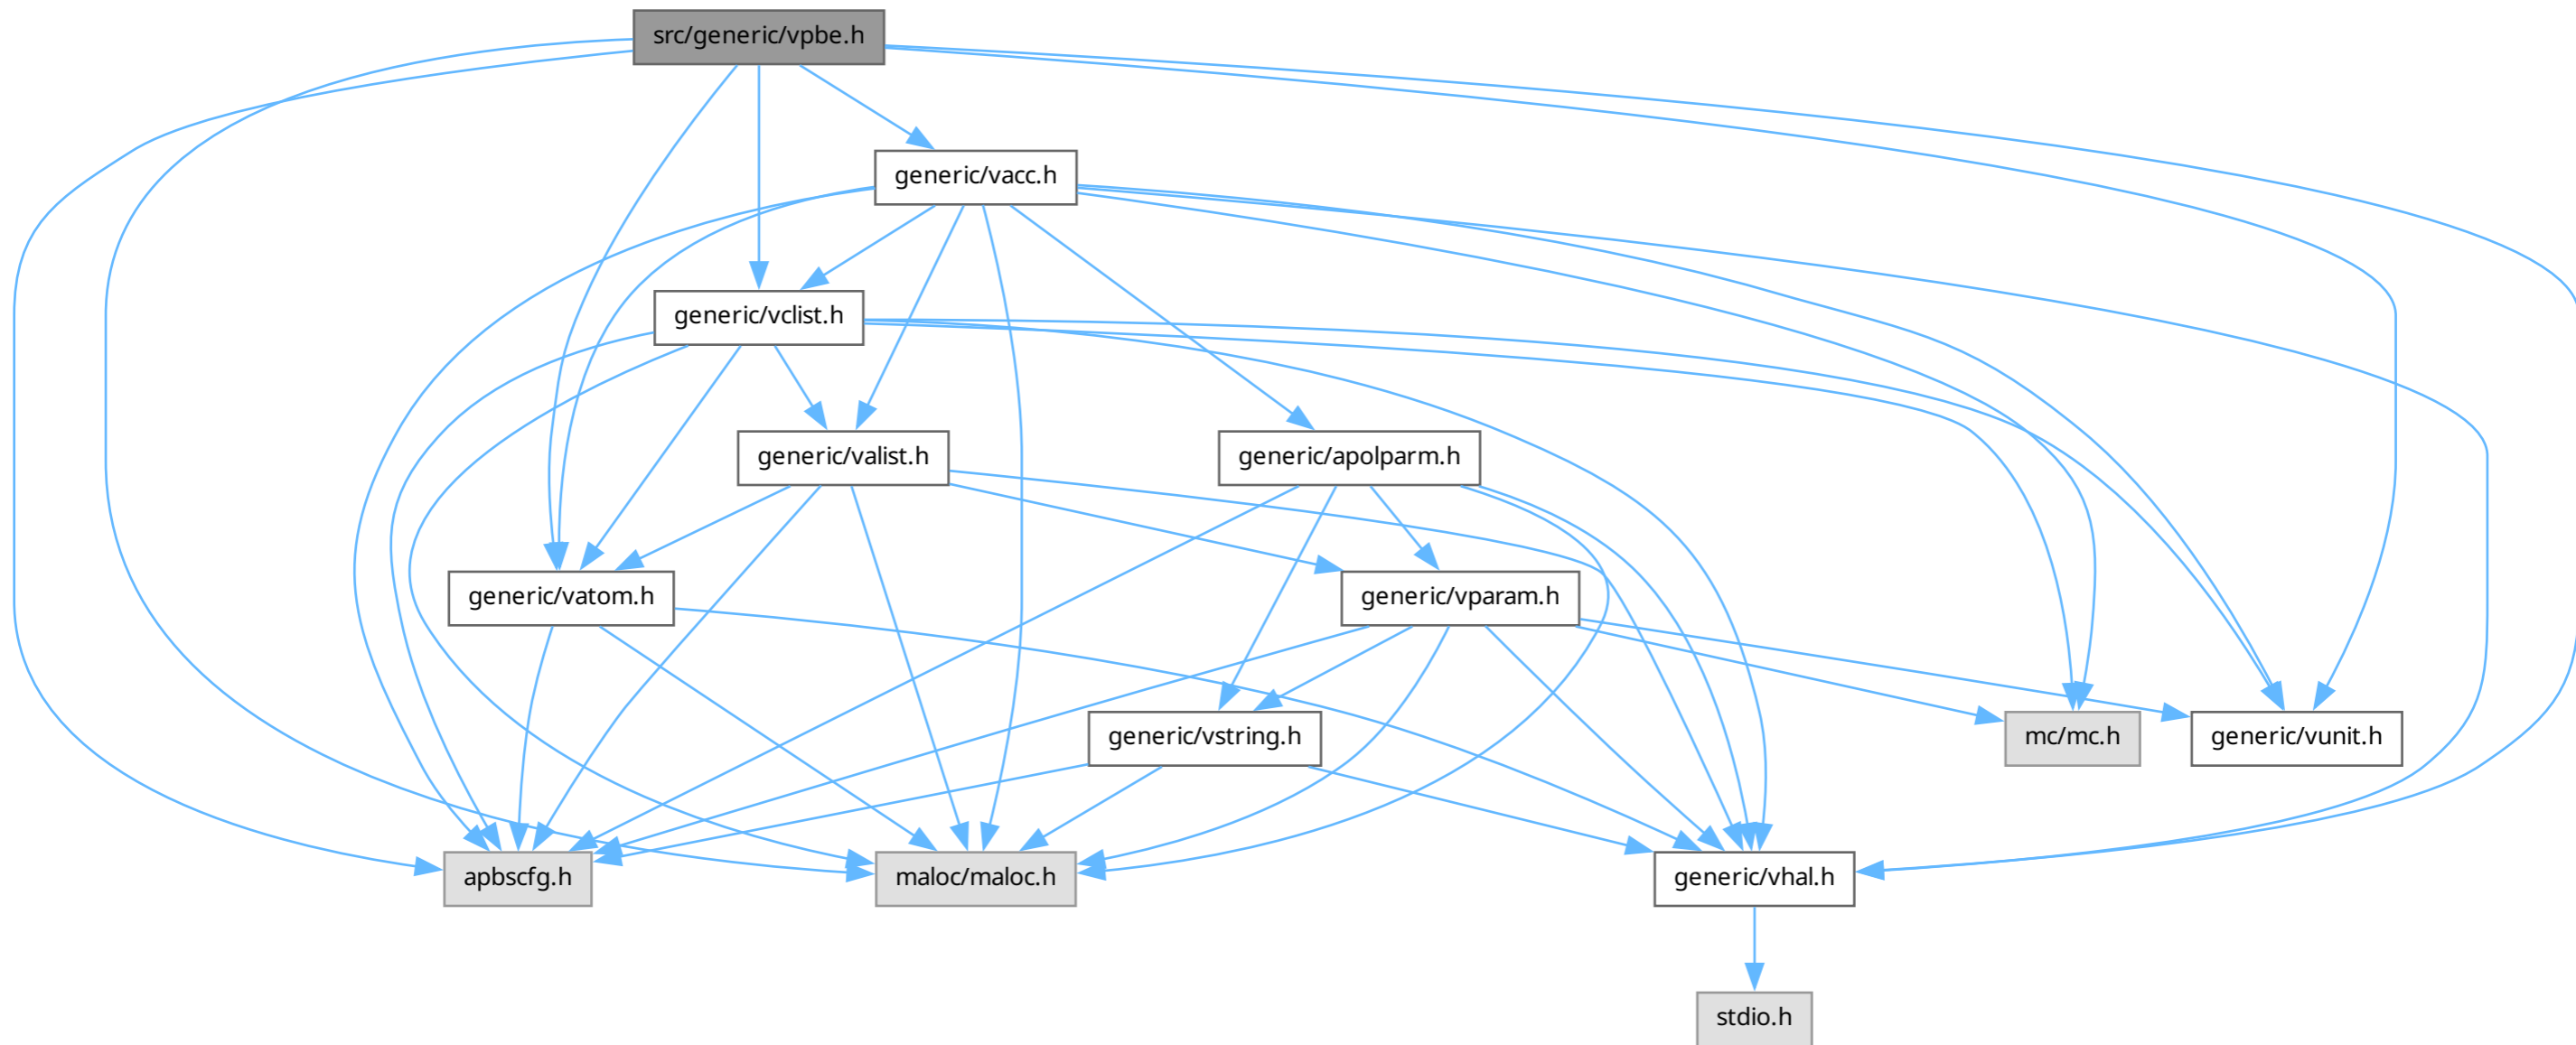 src/generic/vpbe.h
generic/vacc.h
generic/vclist.h
generic/valist.h
generic/apolparm.h
generic/vatom.h
generic/vparam.h
generic/vstring.h
mc/mc.h
generic/vunit.h
apbscfg.h
maloc/maloc.h
generic/vhal.h
stdio.h